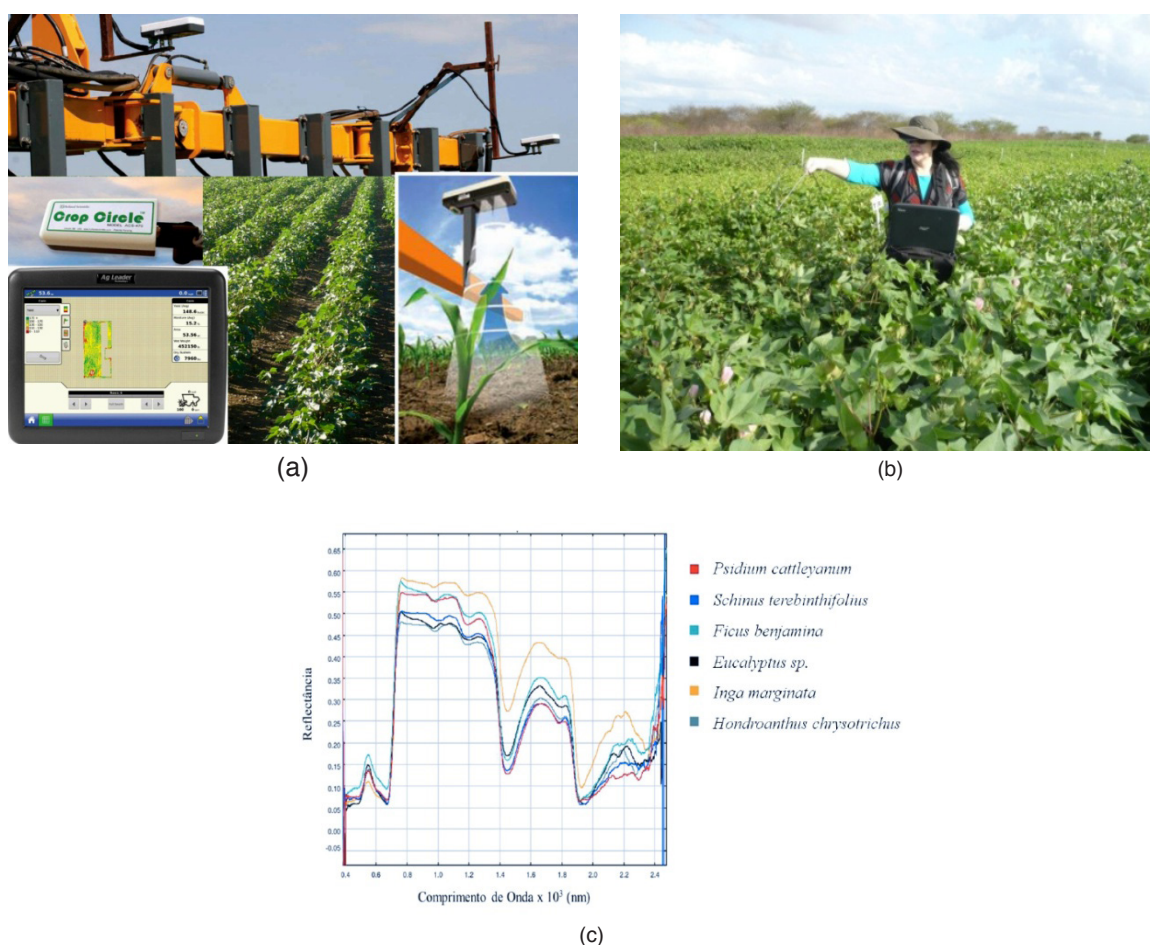 Crop Circle
Ag Leader
(a)
(b)
Reflectância
0.65
0.60
0.55
0.50
0.45
0.40
0.35
0.30
0.25
0.20
0.15
0.10
0.05
0.00
-0.05
0.4
0.6
0.8
1.0
1.2
1.4
1.6
1.8
2.0
2.2
2.4
Comprimento de Onda x 10³ (nm)
Psidium cattleyanum
Schinus terebinthifolius
Ficus benjamina
Eucalyptus sp.
Inga marginata
Hondroanthus chrysotrichus
(c)